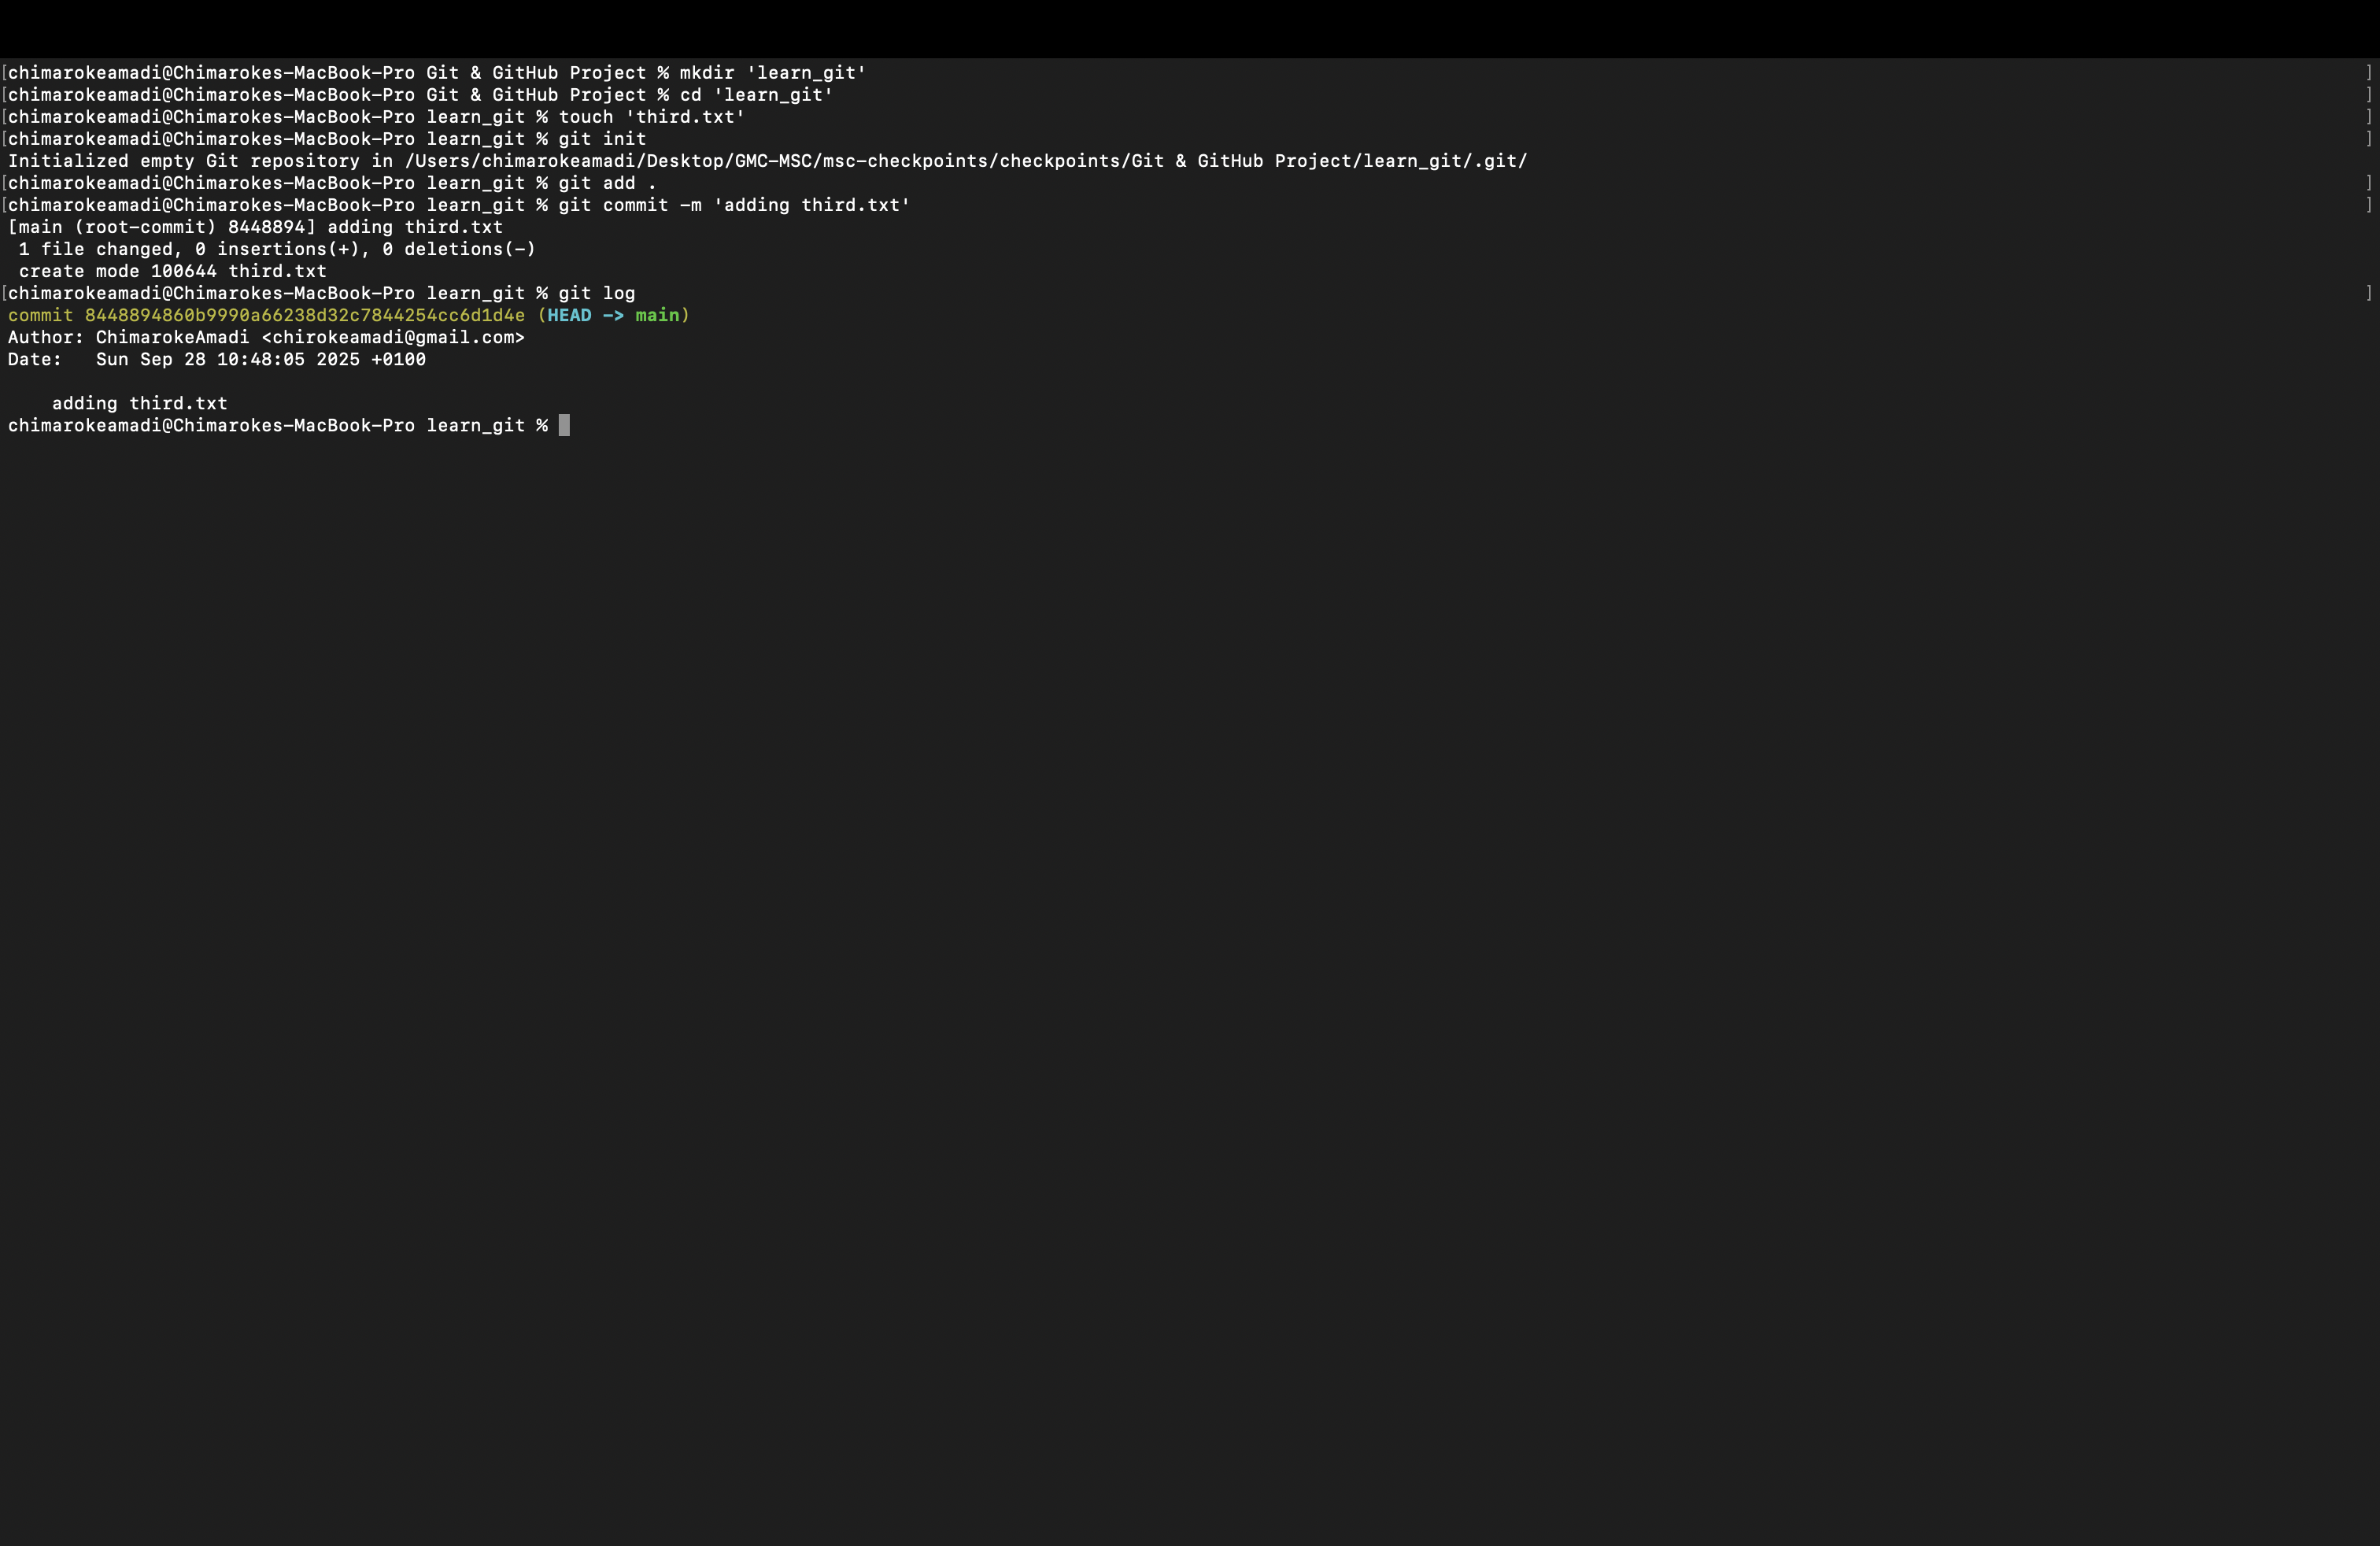 [chimarokeamadi@Chimarokes-MacBook-Pro Git & GitHub Project % mkdir 'learn_git' ]
[chimarokeamadi@Chimarokes-MacBook-Pro Git & GitHub Project % cd 'learn_git' ]
[chimarokeamadi@Chimarokes-MacBook-Pro learn_git % touch 'third.txt' ]
[chimarokeamadi@Chimarokes-MacBook-Pro learn_git % git init ]
Initialized empty Git repository in /Users/chimarokeamadi/Desktop/GMC-MSC/msc-checkpoints/checkpoints/Git & GitHub Project/learn_git/.git/
[chimarokeamadi@Chimarokes-MacBook-Pro learn_git % git add . ]
[chimarokeamadi@Chimarokes-MacBook-Pro learn_git % git commit -m 'adding third.txt' ]
[main (root-commit) 8448894] adding third.txt
 1 file changed, 0 insertions(+), 0 deletions(-)
 create mode 100644 third.txt
[chimarokeamadi@Chimarokes-MacBook-Pro learn_git % git log ]
commit 8448894860b9990a66238d32c7844254cc6d1d4e (HEAD -> main)
Author: ChimarokeAmadi <chirokeamadi@gmail.com>
Date:   Sun Sep 28 10:48:05 2025 +0100
    adding third.txt
chimarokeamadi@Chimarokes-MacBook-Pro learn_git %